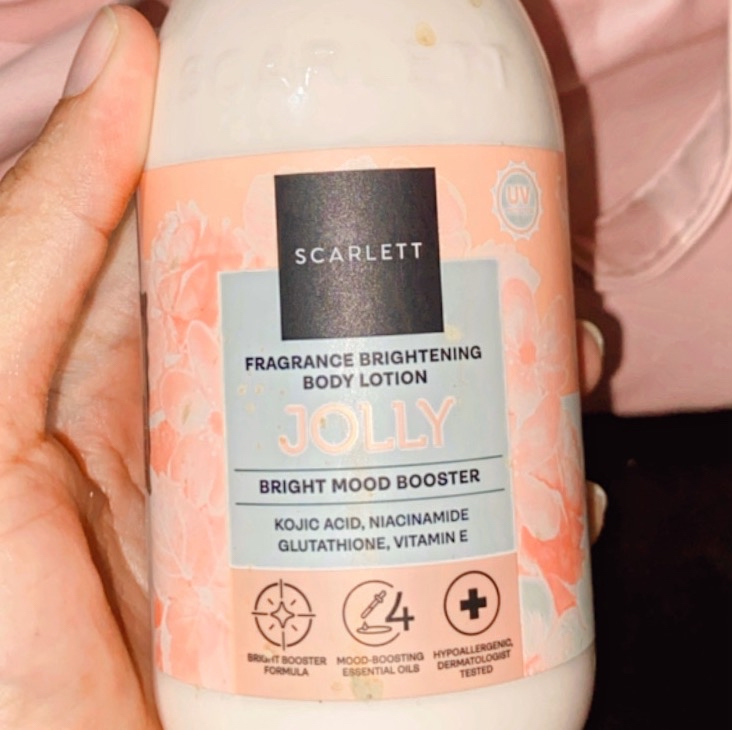 SCARLETT
UV
SCARLETT
FRAGRANCE BRIGHTENING
BODY LOTION
JOLLY
BRIGHT MOOD BOOSTER
KOJIC ACID, NIACINAMIDE
GLUTATHIONE, VITAMIN E
4
BRIGHT BOOSTER
FORMULA
MOOD-BOOSTING
ESSENTIAL OILS
HYPOALLERGENIC,
DERMATOLOGIST
TESTED